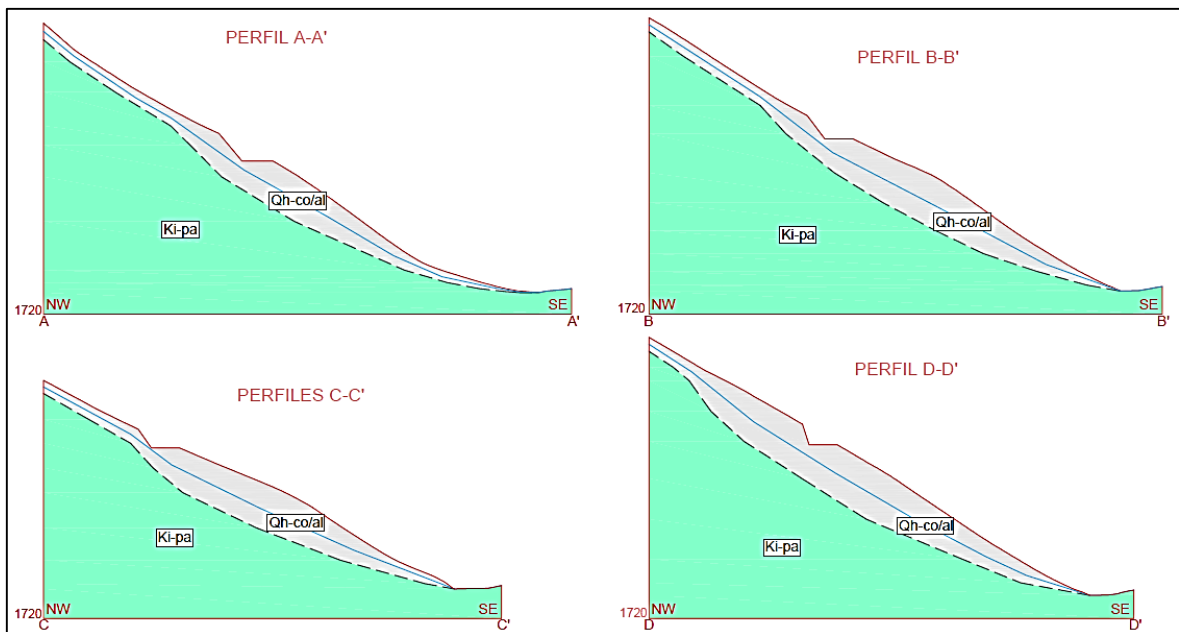 PERFIL A-A'
Qh-co/al
Ki-pa
1720 NW SE
A A'
PERFIL B-B'
Qh-co/al
Ki-pa
1720 NW SE
B B'
PERFILES C-C'
Qh-co/al
Ki-pa
1720 NW SE
C C'
PERFIL D-D'
Qh-co/al
Ki-pa
1720 NW SE
D D'